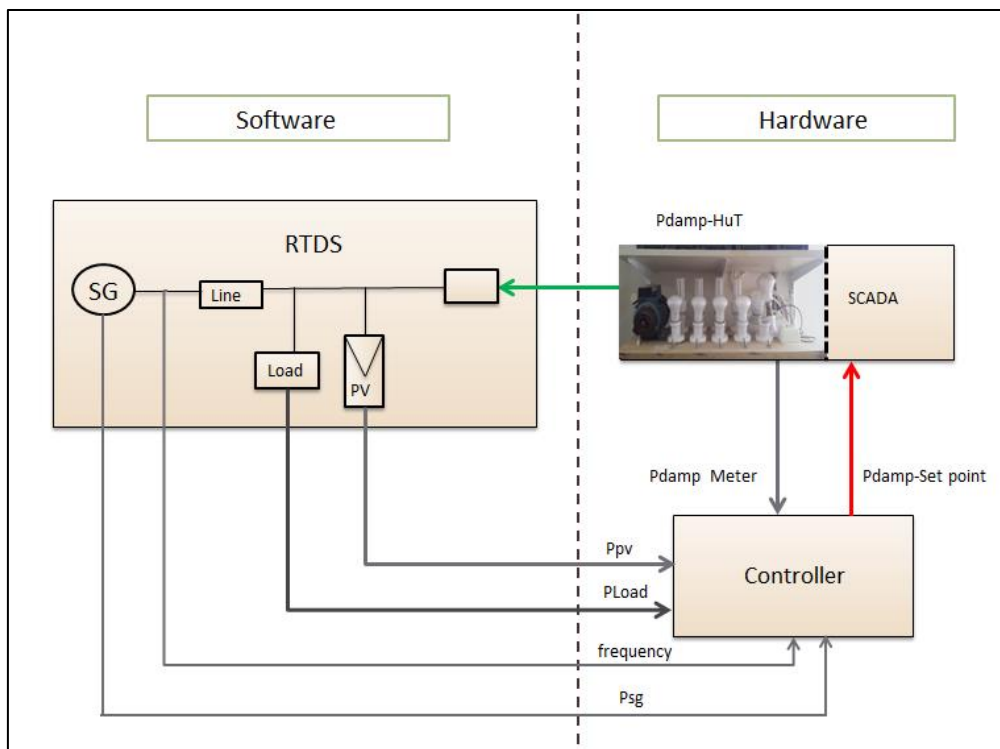 Software
Hardware
RTDS
SG
Line
Load
PV
Pdamp-HuT
SCADA
Pdamp Meter
Pdamp-Set point
Ppv
PLoad
Controller
frequency
Psg